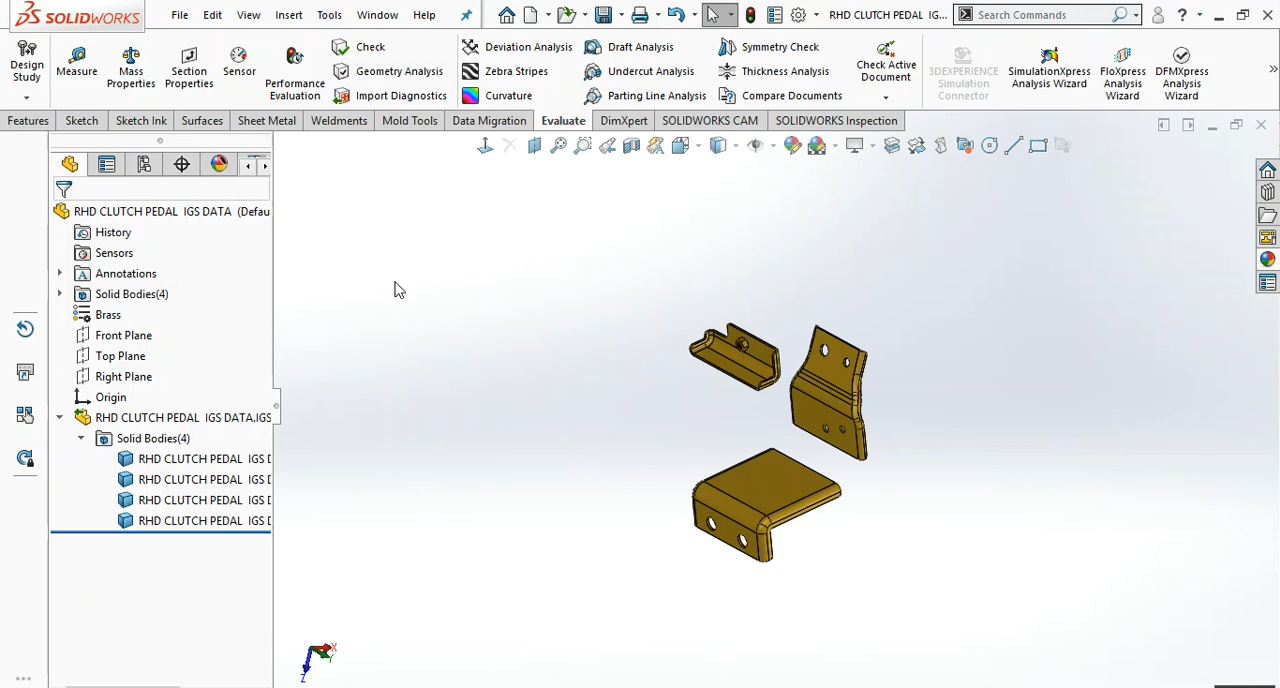 SOLIDWORKS
File Edit View Insert Tools Window Help
RHD CLUTCH PEDAL IG...
Search Commands
?
Design Study
Measure
Mass Properties
Section Properties
Sensor
Performance Evaluation
Check
Geometry Analysis
Import Diagnostics
Deviation Analysis
Zebra Stripes
Curvature
Draft Analysis
Undercut Analysis
Parting Line Analysis
Symmetry Check
Thickness Analysis
Compare Documents
Check Active Document
3DEXPERIENCE Simulation Connector
SimulationXpress Analysis Wizard
FloXpress Analysis Wizard
DFMXpress Analysis Wizard
Features Sketch Sketch Ink Surfaces Sheet Metal Weldments Mold Tools Data Migration Evaluate DimXpert SOLIDWORKS CAM SOLIDWORKS Inspection
RHD CLUTCH PEDAL IGS DATA (Defau
History
Sensors
Annotations
Solid Bodies(4)
Brass
Front Plane
Top Plane
Right Plane
Origin
RHD CLUTCH PEDAL IGS DATA.IGS
Solid Bodies(4)
RHD CLUTCH PEDAL IGS D
RHD CLUTCH PEDAL IGS D
RHD CLUTCH PEDAL IGS D
RHD CLUTCH PEDAL IGS D
X
Y
Z